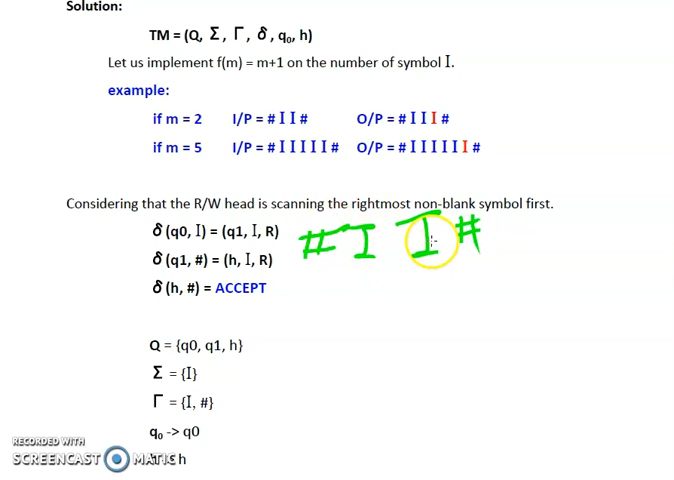 Solution:
TM = (Q, Σ, Γ, δ, q₀, h)
Let us implement f(m) = m+1 on the number of symbol I.
example:
if m = 2 I/P = # I I # O/P = # I I I #
if m = 5 I/P = # I I I I I # O/P = # I I I I I I #
Considering that the R/W head is scanning the rightmost non-blank symbol first.
δ (q0, I) = (q1, I, R) # I I #
δ (q1, #) = (h, I, R)
δ (h, #) = ACCEPT
Q = {q0, q1, h}
Σ = {I}
Γ = {I, #}
q₀ -> q0
h
RECORDED WITH
SCREENCAST MATIC